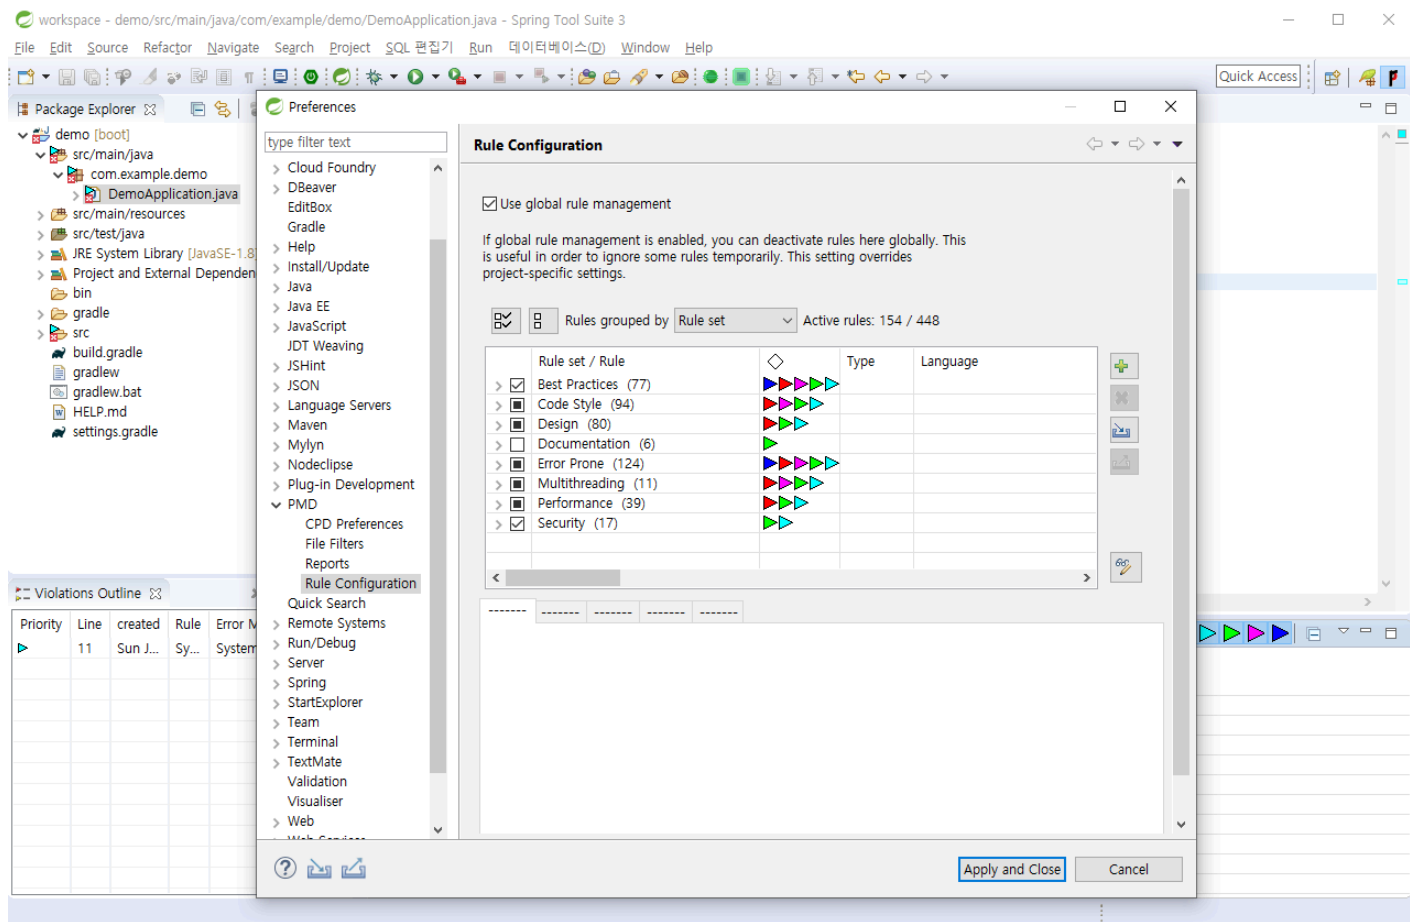 workspace - demo/src/main/java/com/example/demo/DemoApplication.java - Spring Tool Suite 3
File Edit Source Refactor Navigate Search Project SQL 편집기 Run 데이터베이스(D) Window Help
Quick Access
Package Explorer
demo [boot]
src/main/java
com.example.demo
DemoApplication.java
src/main/resources
src/test/java
JRE System Library [JavaSE-1.8
Project and External Dependen
bin
gradle
src
build.gradle
gradlew
gradlew.bat
HELP.md
settings.gradle
Violations Outline
Priority Line created Rule Error M
11 Sun J... Sy... System
Preferences
type filter text
Cloud Foundry
DBeaver
EditBox
Gradle
Help
Install/Update
Java
Java EE
JavaScript
JDT Weaving
JSHint
JSON
Language Servers
Maven
Mylyn
Nodeclipse
Plug-in Development
PMD
CPD Preferences
File Filters
Reports
Rule Configuration
Quick Search
Remote Systems
Run/Debug
Server
Spring
StartExplorer
Team
Terminal
TextMate
Validation
Visualiser
Web
Rule Configuration
Use global rule management
If global rule management is enabled, you can deactivate rules here globally. This
is useful in order to ignore some rules temporarily. This setting overrides
project-specific settings.
Rules grouped by Rule set Active rules: 154 / 448
Rule set / Rule Type Language
Best Practices (77)
Code Style (94)
Design (80)
Documentation (6)
Error Prone (124)
Multithreading (11)
Performance (39)
Security (17)
------- ------- ------- ------- -------
Apply and Close Cancel